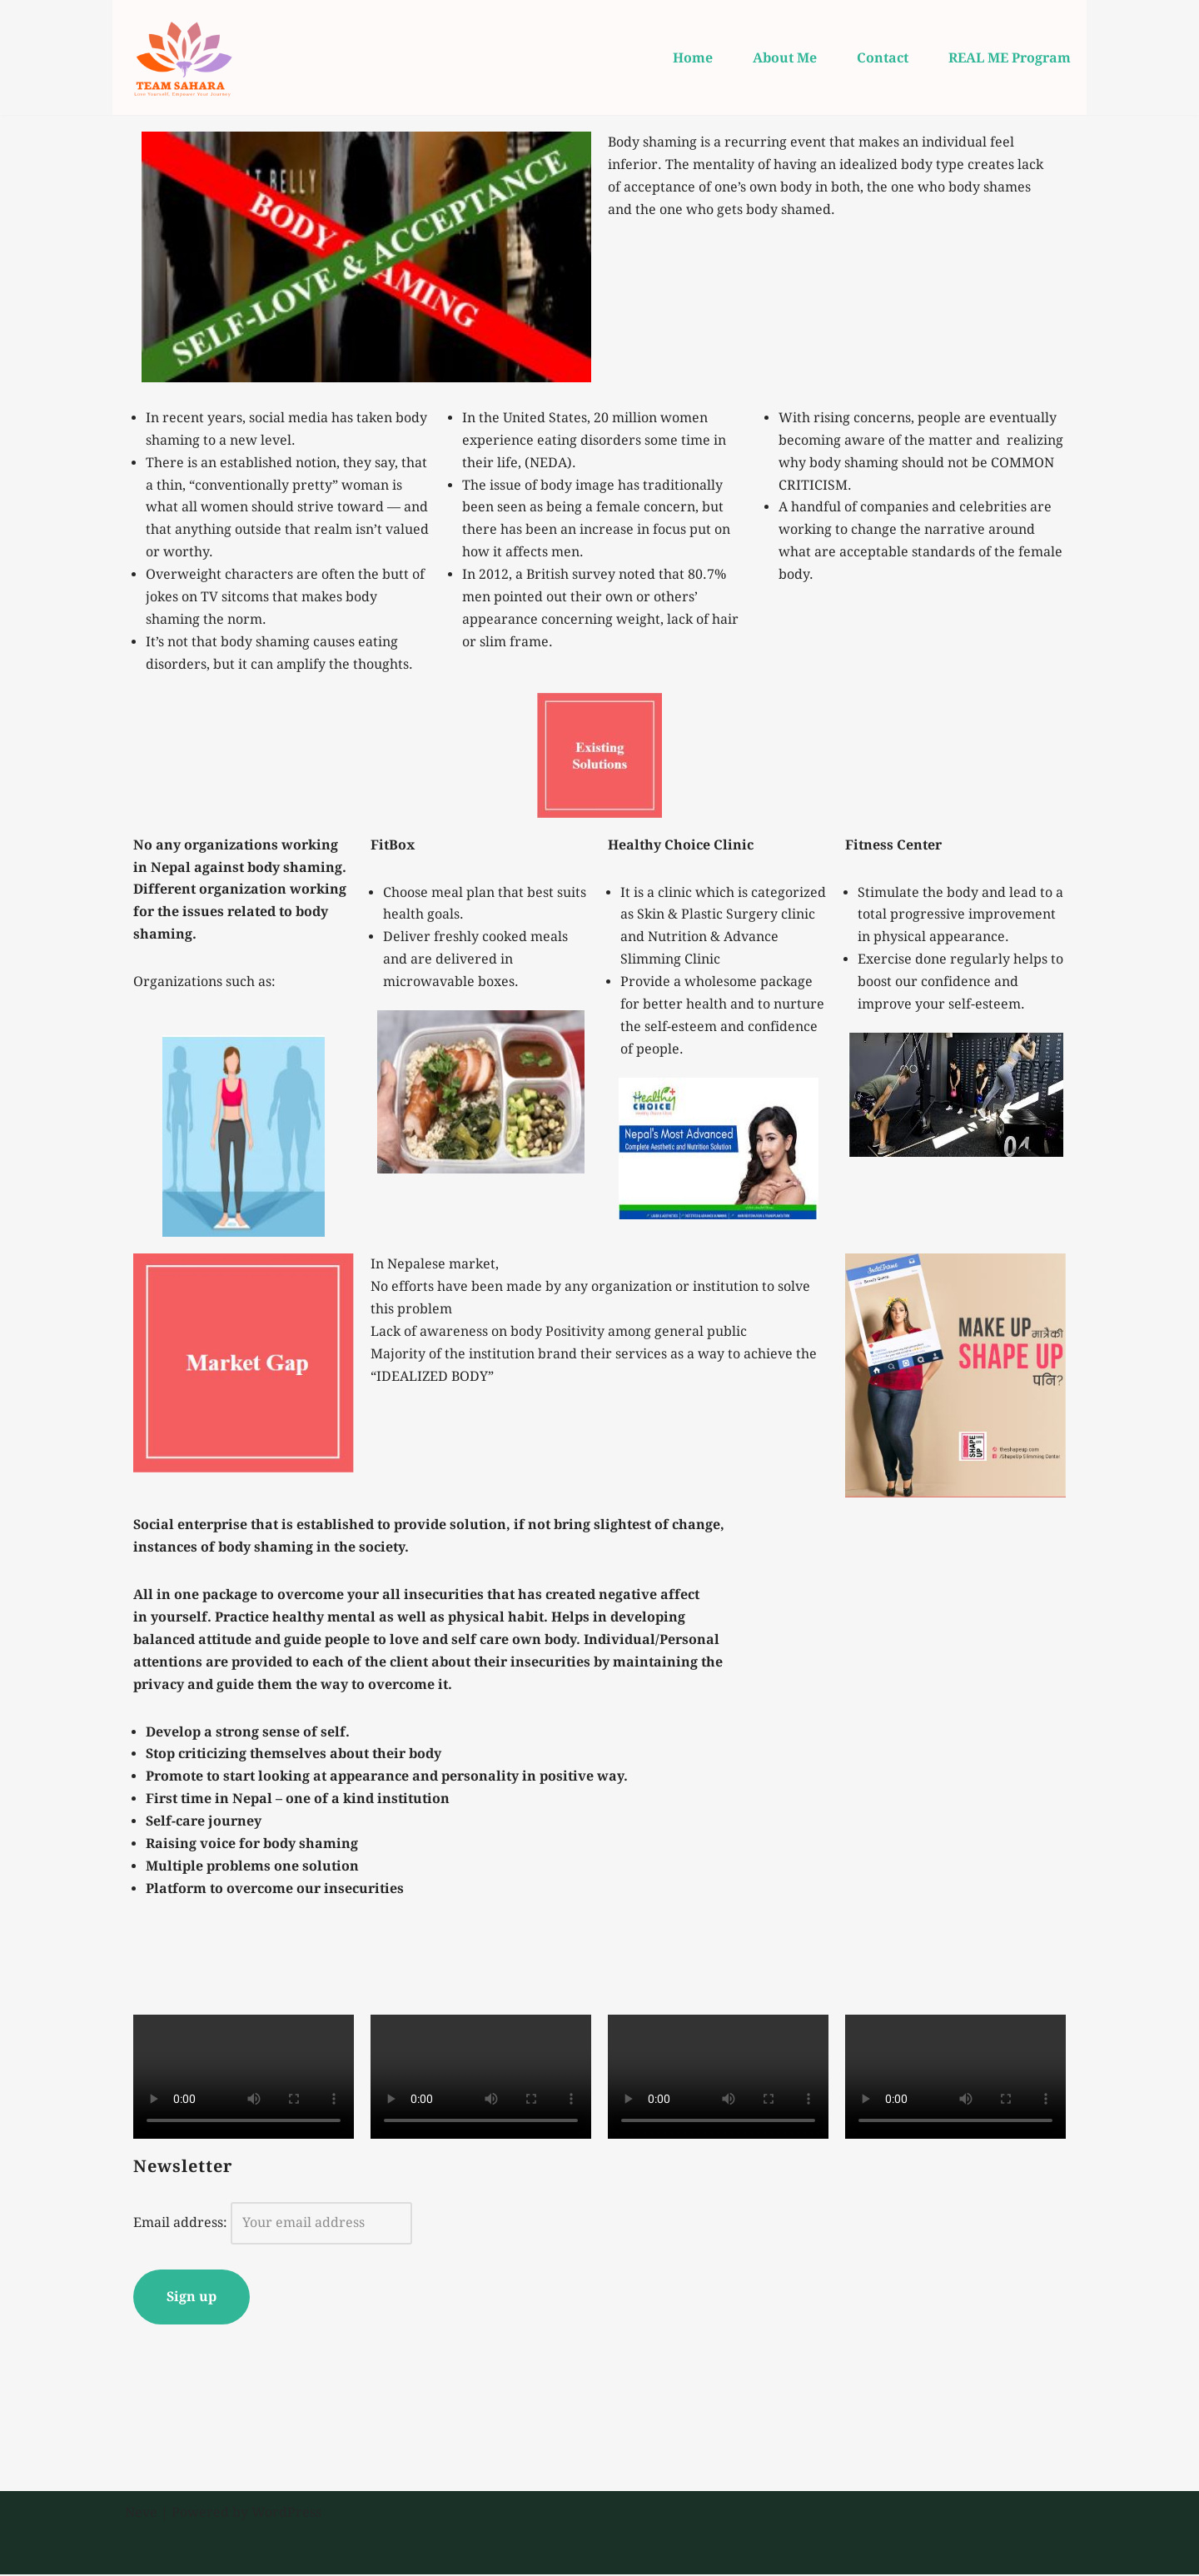 TEAM SAHARA
Love Yourself, Empower Your Journey
Home
About Me
Contact
REAL ME Program
BODY
AMING
SELF-LOVE & ACCEPTANCE
Body shaming is a recurring event that makes an individual feel
inferior. The mentality of having an idealized body type creates lack
of acceptance of one’s own body in both, the one who body shames
and the one who gets body shamed.
In recent years, social media has taken body
shaming to a new level.
There is an established notion, they say, that
a thin, “conventionally pretty” woman is
what all women should strive toward — and
that anything outside that realm isn’t valued
or worthy.
Overweight characters are often the butt of
jokes on TV sitcoms that makes body
shaming the norm.
It’s not that body shaming causes eating
disorders, but it can amplify the thoughts.
In the United States, 20 million women
experience eating disorders some time in
their life, (NEDA).
The issue of body image has traditionally
been seen as being a female concern, but
there has been an increase in focus put on
how it affects men.
In 2012, a British survey noted that 80.7%
men pointed out their own or others’
appearance concerning weight, lack of hair
or slim frame.
With rising concerns, people are eventually
becoming aware of the matter and  realizing
why body shaming should not be COMMON
CRITICISM.
A handful of companies and celebrities are
working to change the narrative around
what are acceptable standards of the female
body.
Existing
Solutions
No any organizations working
in Nepal against body shaming.
Different organization working
for the issues related to body
shaming.
Organizations such as:
FitBox
Choose meal plan that best suits
health goals.
Deliver freshly cooked meals
and are delivered in
microwavable boxes.
Healthy Choice Clinic
It is a clinic which is categorized
as Skin & Plastic Surgery clinic
and Nutrition & Advance
Slimming Clinic
Provide a wholesome package
for better health and to nurture
the self-esteem and confidence
of people.
Healthy
CHOICE
Nepal's Most Advanced
Complete Aesthetic and Nutrition Solution
Fitness Center
Stimulate the body and lead to a
total progressive improvement
in physical appearance.
Exercise done regularly helps to
boost our confidence and
improve your self-esteem.
04
Market Gap
In Nepalese market,
No efforts have been made by any organization or institution to solve
this problem
Lack of awareness on body Positivity among general public
Majority of the institution brand their services as a way to achieve the
“IDEALIZED BODY”
MAKE UP मात्रैकी
SHAPE UP
पनि?
SHAPE
UP
theshapeup.com
/ShapeUp Slimming Center
Social enterprise that is established to provide solution, if not bring slightest of change,
instances of body shaming in the society.
All in one package to overcome your all insecurities that has created negative affect
in yourself. Practice healthy mental as well as physical habit. Helps in developing
balanced attitude and guide people to love and self care own body. Individual/Personal
attentions are provided to each of the client about their insecurities by maintaining the
privacy and guide them the way to overcome it.
Develop a strong sense of self.
Stop criticizing themselves about their body
Promote to start looking at appearance and personality in positive way.
First time in Nepal – one of a kind institution
Self-care journey
Raising voice for body shaming
Multiple problems one solution
Platform to overcome our insecurities
0:00
0:00
0:00
0:00
Newsletter
Email address: Your email address
Sign up